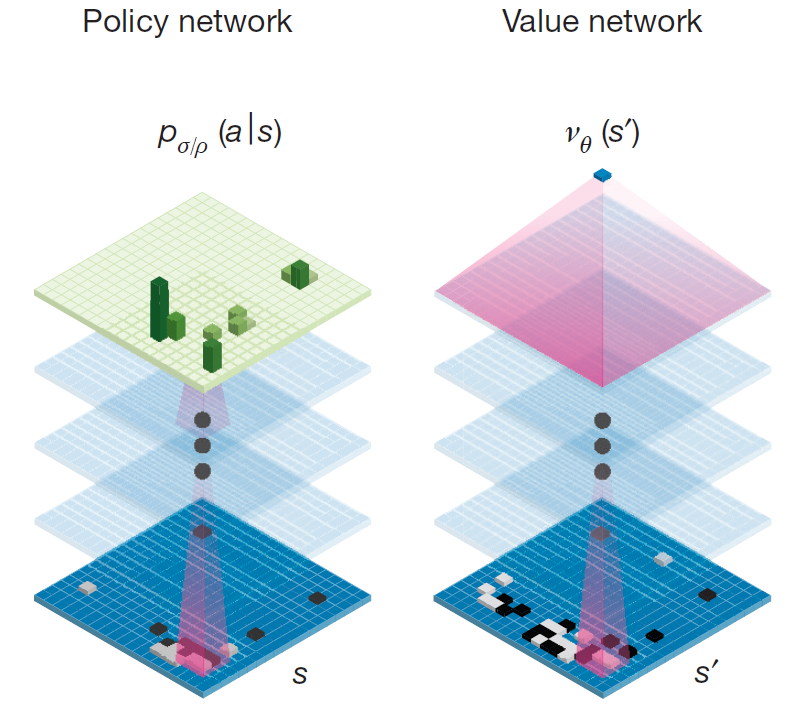 Policy network
Value network
p σ/ρ (a|s)
ν θ (s′)
s
s′